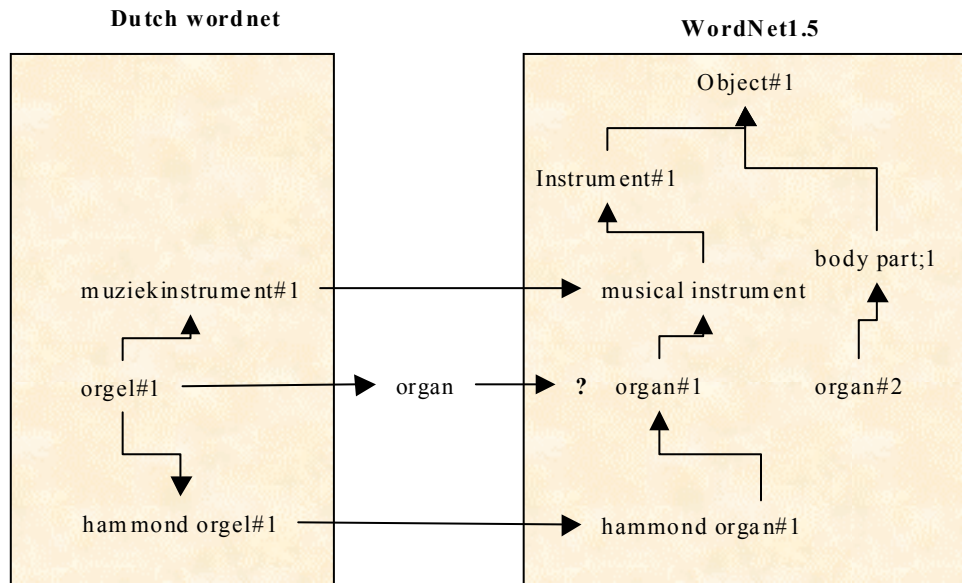 Dutch wordnet
WordNet1.5
Object#1
Instrument#1
body part;1
muziekinstrument#1
musical instrument
orgel#1
organ
?
organ#1
organ#2
hammond orgel#1
hammond organ#1